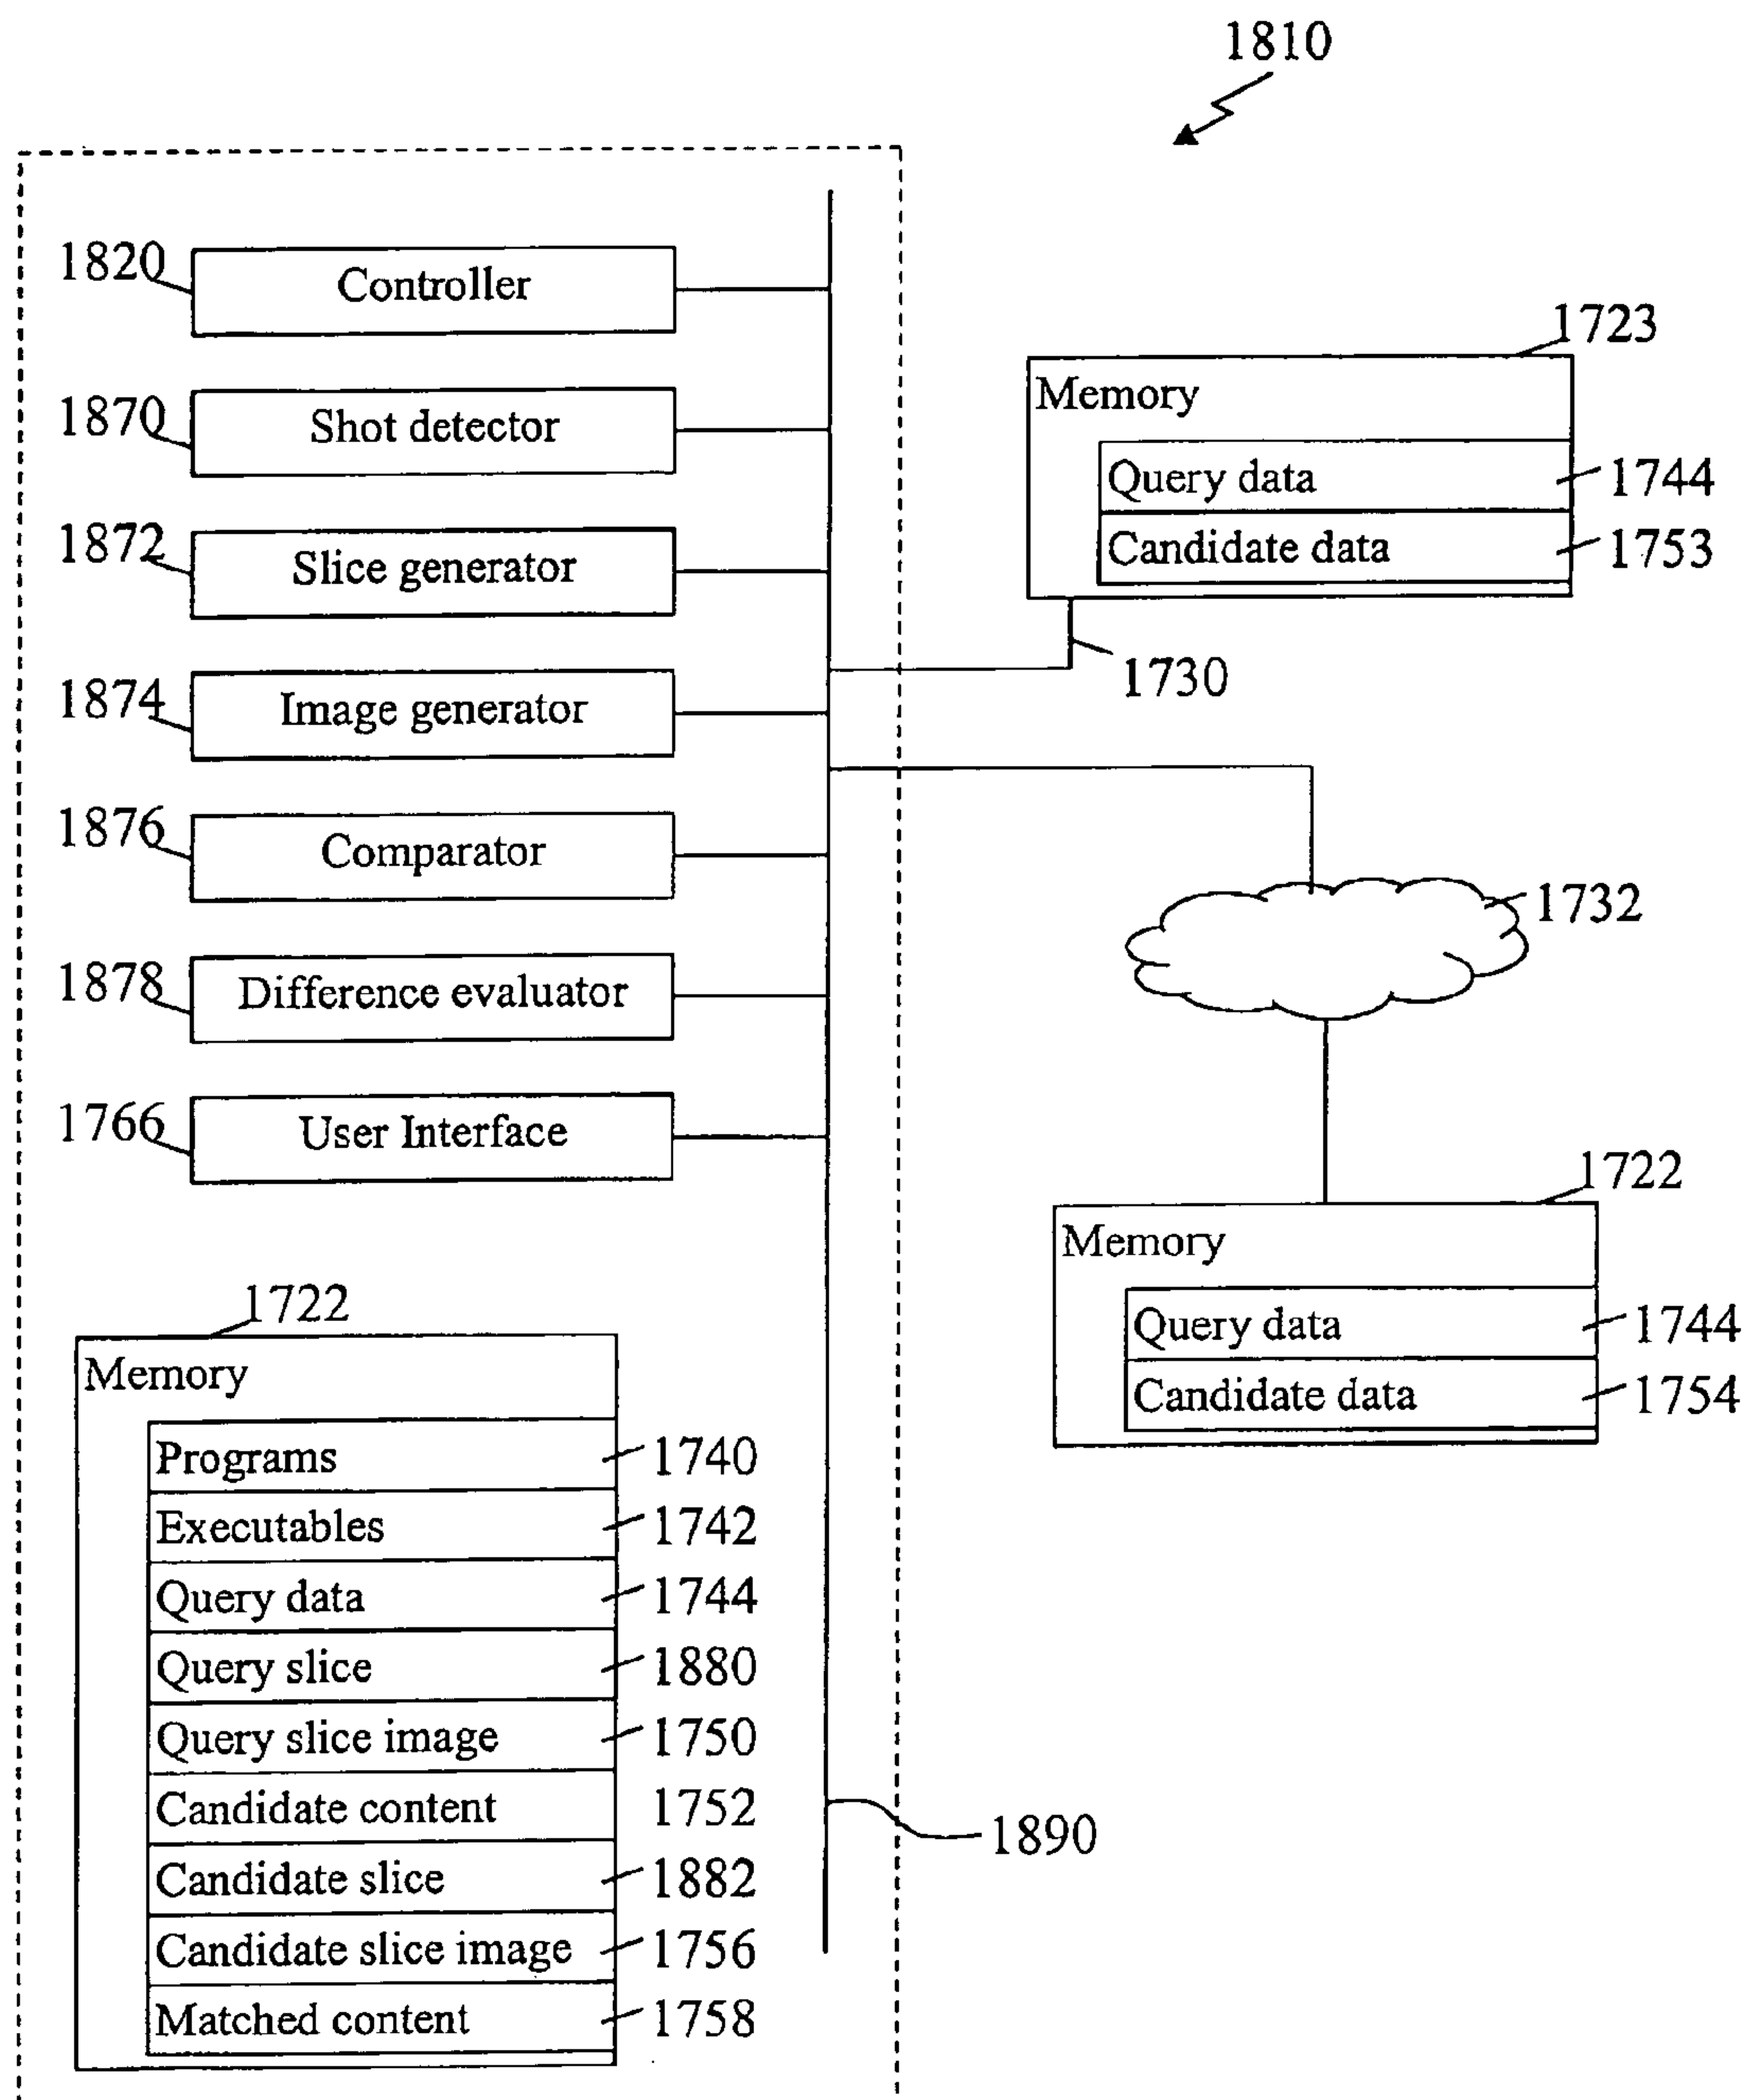 1810
1820 Controller
1870 Shot detector
1872 Slice generator
1874 Image generator
1876 Comparator
1878 Difference evaluator
1766 User Interface
1722
Memory
Programs 1740
Executables 1742
Query data 1744
Query slice 1880
Query slice image 1750
Candidate content 1752
Candidate slice 1882
Candidate slice image 1756
Matched content 1758
1890
1723
Memory
Query data 1744
Candidate data 1753
1730
1732
1722
Memory
Query data 1744
Candidate data 1754